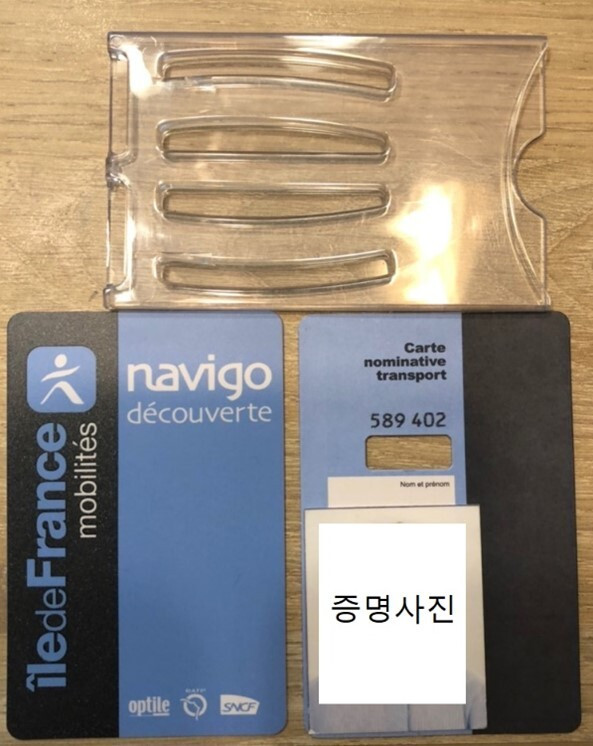 îledeFrance
mobilités
navigo
découverte
optile
RATP
SNCF
Carte
nominative
transport
589 402
Nom et prénom
증명사진